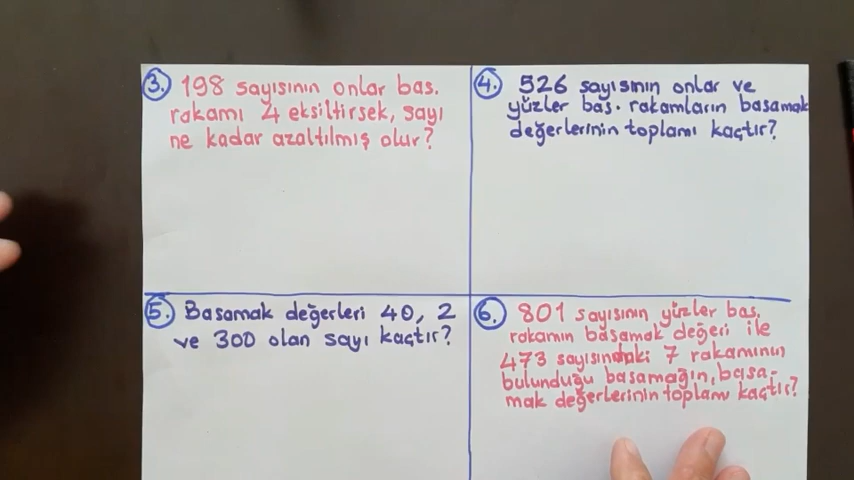 3. 198 sayısının onlar bas.
rakamı 4 eksiltirsek, sayı
ne kadar azaltılmış olur?
4. 526 sayısının onlar ve
yüzler bas. rakamların basamak
değerlerinin toplamı kaçtır?
5. Basamak değerleri 40, 2
ve 300 olan sayı kaçtır?
6. 801 sayısının yüzler bas.
rakamın basamak değeri ile
473 sayısındaki 7 rakamının
bulunduğu basamağın, basa-
mak değerlerinin toplamı kaçtır?